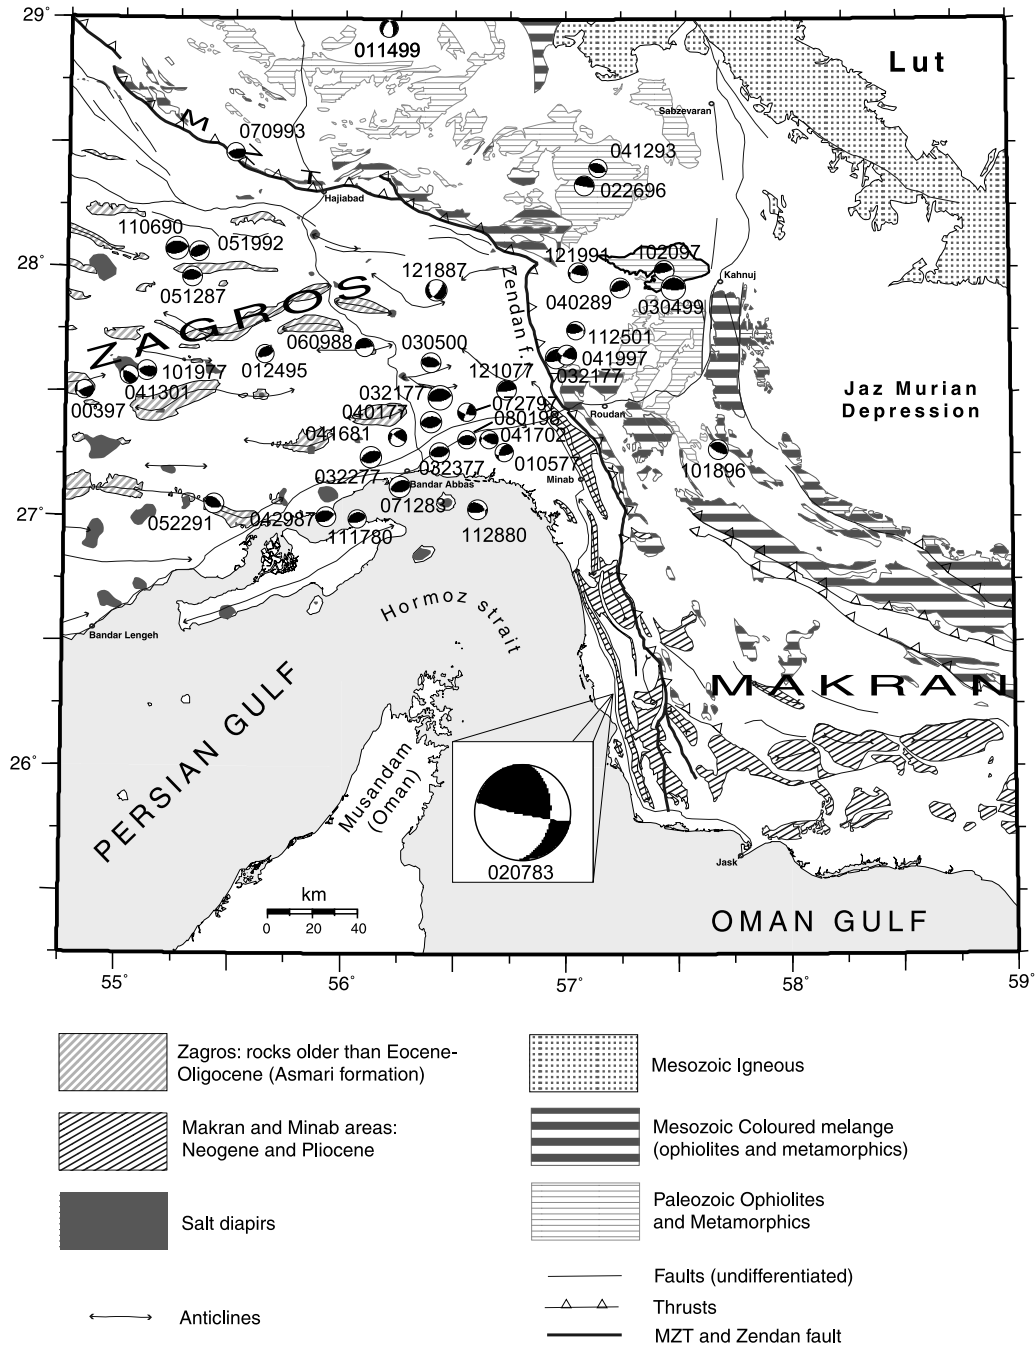 29°
011499
Lut
Sabzevaran
M
Z
T
070993
041293
022696
Hajiabad
110690
051992
28°
051287
121887
121991
102097
Kahnuj
040289
030499
Zendan f.
ZAGROS
060988
030500
112501
041997
032177
012495
101977
041301
00397
121077
032177
072797
040177
080198
041681
041702
Roudan
Jaz Murian
Depression
032277
082377
010577
Minab
101896
Bandar Abbas
071283
27°
052291
042987
111780
112880
Hormoz strait
Bandar Lengeh
MAKRAN
PERSIAN GULF
26°
Musandam
(Oman)
020783
Jask
km
0 20 40
OMAN GULF
55° 56° 57° 58° 59°
Zagros: rocks older than Eocene-
Oligocene (Asmari formation)
Makran and Minab areas:
Neogene and Pliocene
Salt diapirs
Anticlines
Mesozoic Igneous
Mesozoic Coloured melange
(ophiolites and metamorphics)
Paleozoic Ophiolites
and Metamorphics
Faults (undifferentiated)
Thrusts
MZT and Zendan fault